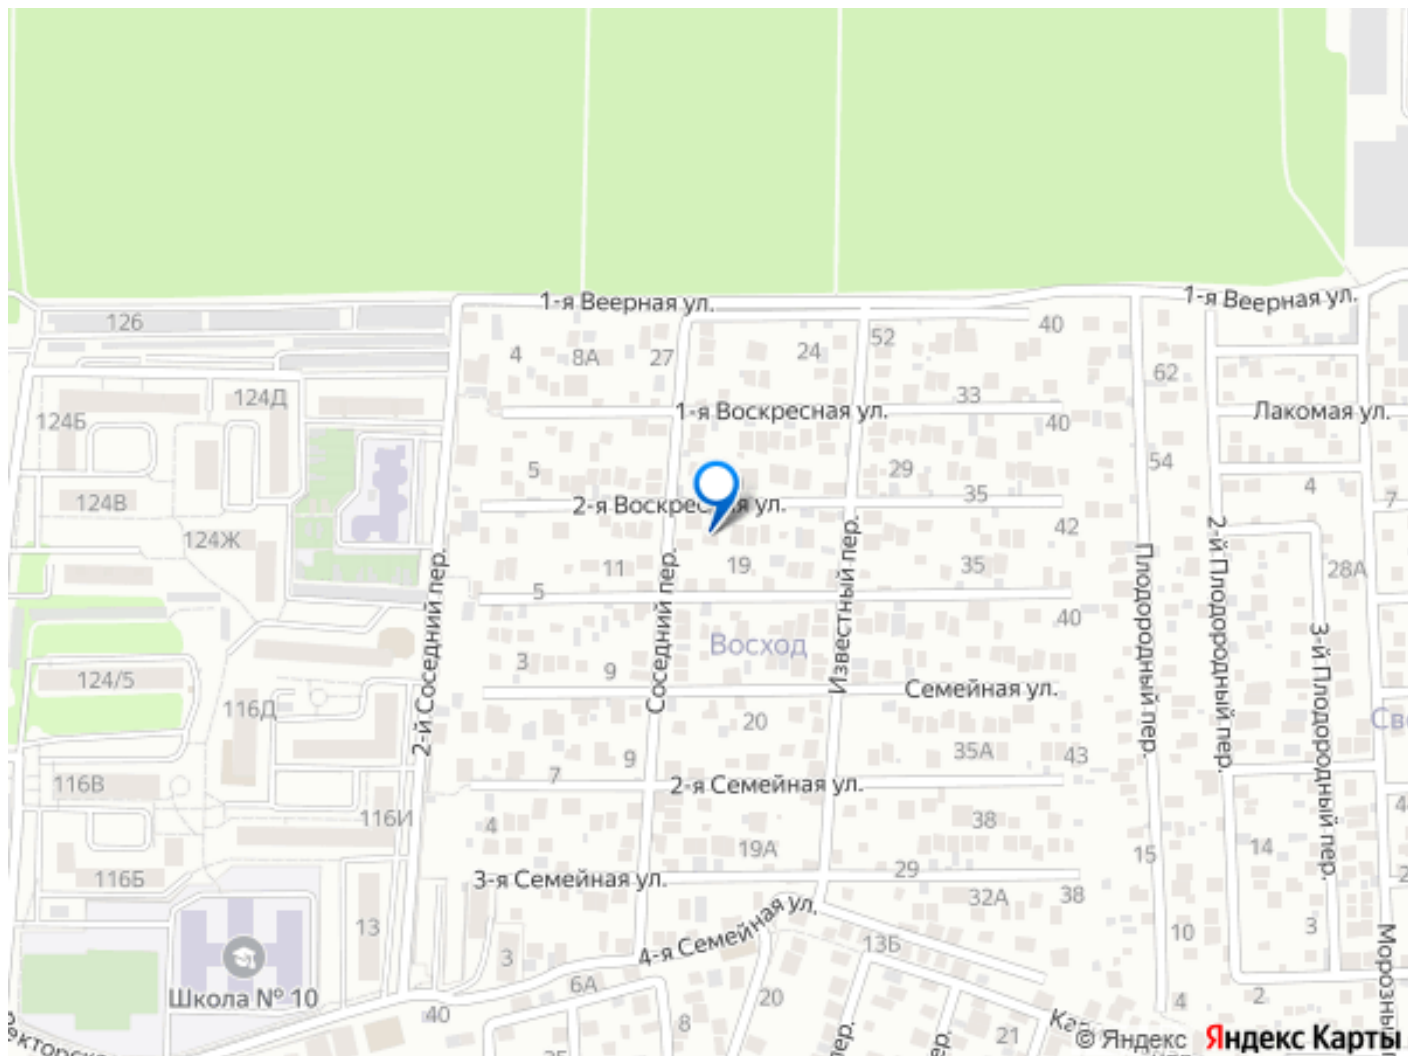 1-я Веерная ул.
1-я Веерная ул.
126
4
8А
27
24
52
40
62
124Б
124Д
1-я Воскресная ул.
33
40
Лакомая ул.
54
5
29
35
4
7
124В
2-я Воскресная ул.
42
124Ж
2-й Соседний пер.
11
5
Соседний пер.
19
Известный пер.
35
40
Плодородный пер.
2-й Плодородный пер.
3-й Плодородный пер.
28А
Восход
3
9
124/5
116Д
Семейная ул.
20
35А
43
116В
7
9
2-я Семейная ул.
116И
4
19А
38
15
14
116Б
3-я Семейная ул.
29
32А
38
13
3
4-я Семейная ул.
13Б
10
3
Школа № 10
6А
40
20
8
21
4
2
35
пер.
© Яндекс Яндекс Карты